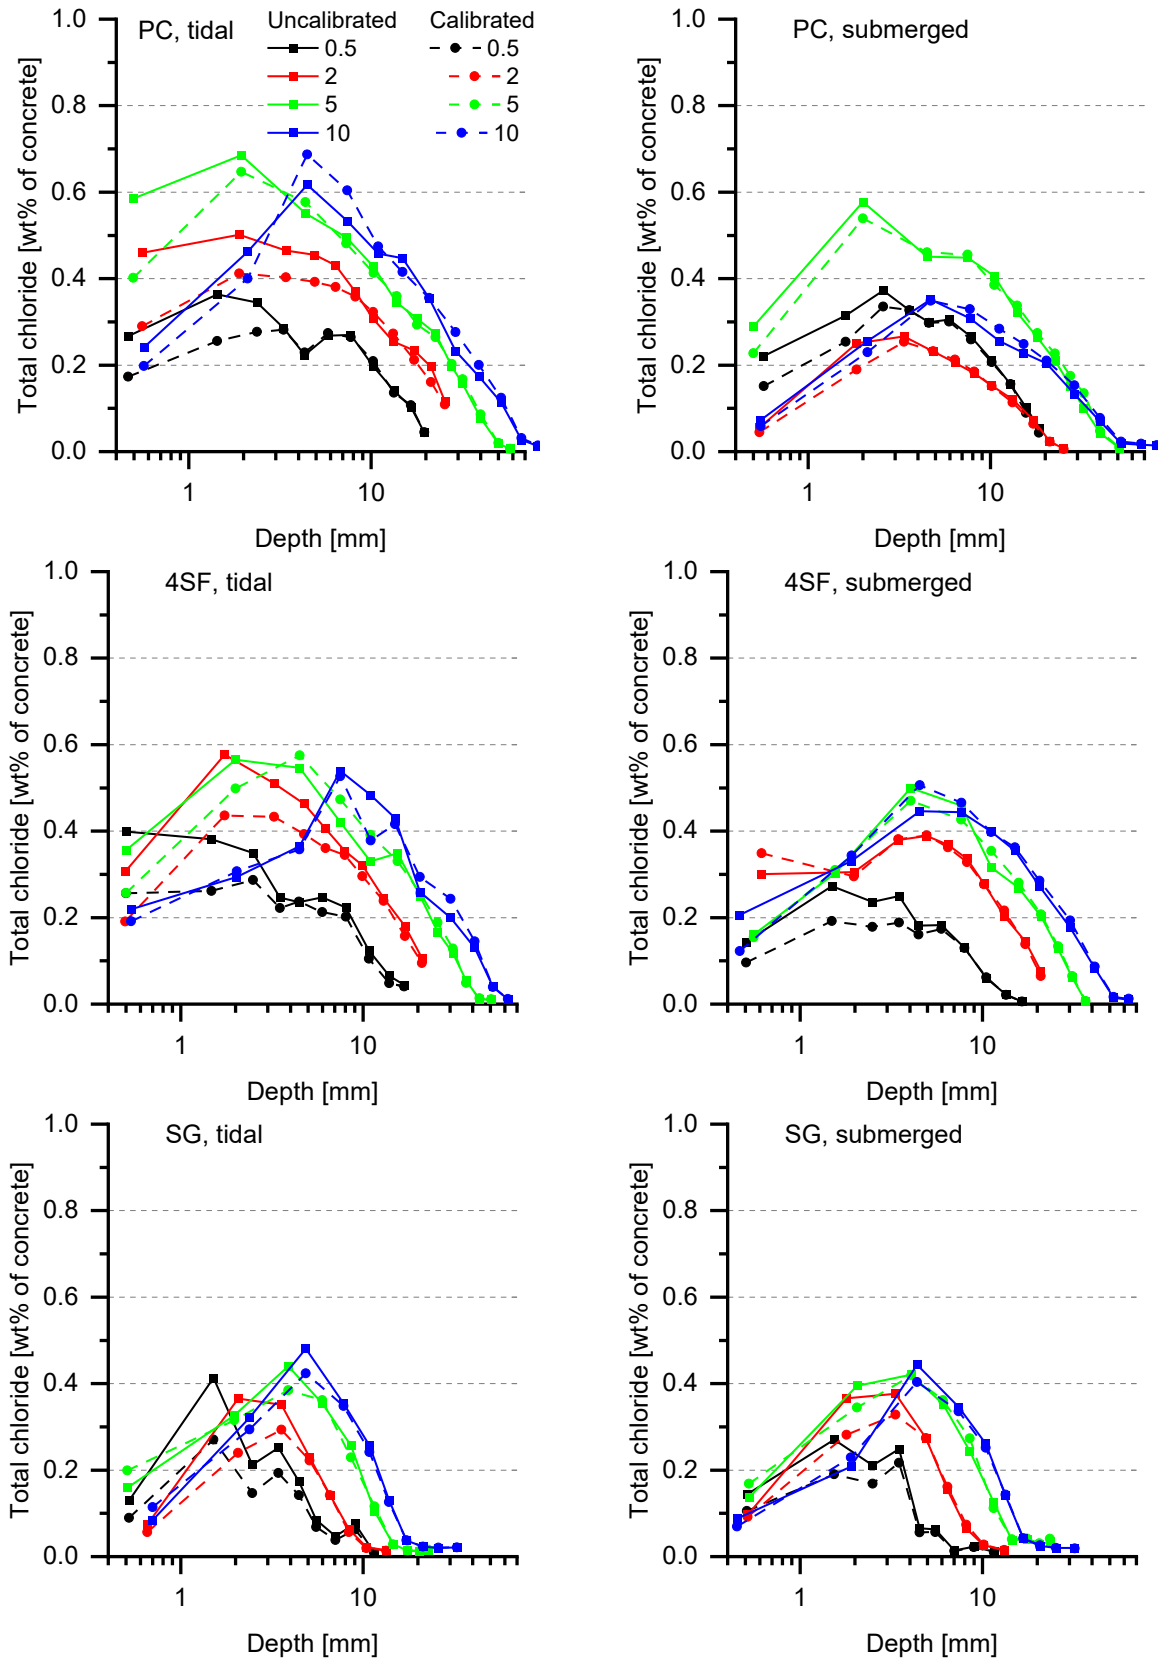 PC, tidal
Uncalibrated Calibrated
0.5 0.5
2 2
5 5
10 10
1.0
0.8
0.6
0.4
0.2
0.0
Total chloride [wt% of concrete]
1 10
Depth [mm]
PC, submerged
1.0
0.8
0.6
0.4
0.2
0.0
Total chloride [wt% of concrete]
1 10
Depth [mm]
4SF, tidal
1.0
0.8
0.6
0.4
0.2
0.0
Total chloride [wt% of concrete]
1 10
Depth [mm]
4SF, submerged
1.0
0.8
0.6
0.4
0.2
0.0
Total chloride [wt% of concrete]
1 10
Depth [mm]
SG, tidal
1.0
0.8
0.6
0.4
0.2
0.0
Total chloride [wt% of concrete]
1 10
Depth [mm]
SG, submerged
1.0
0.8
0.6
0.4
0.2
0.0
Total chloride [wt% of concrete]
1 10
Depth [mm]